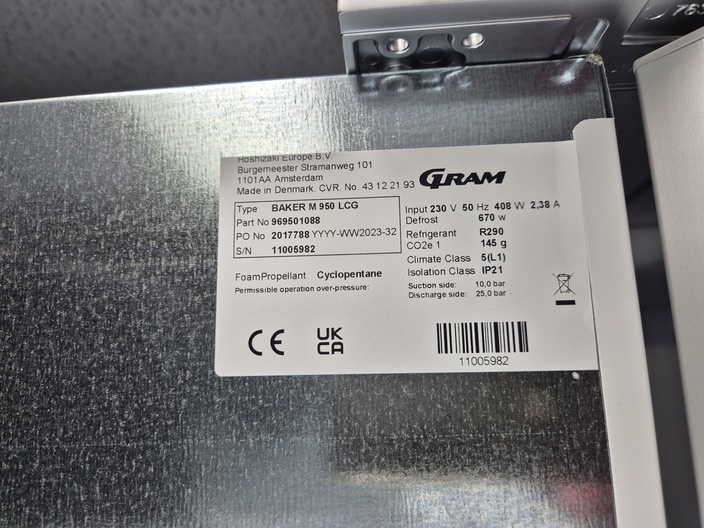 Hoshizaki Europe B.V.
Burgemeester Stramanweg 101
1101AA Amsterdam
Made in Denmark. CVR. No. 43 12 21 93
GRAM
Type BAKER M 950 LCG
Part No 969501088
PO No 2017788 YYYY-WW2023-32
S/N 11005982
Input 230 V 50 Hz 408 W 2,38 A
Defrost 670 w
Refrigerant R290
CO2e 1 145 g
Climate Class 5(L1)
Isolation Class IP21
Suction side: 10,0 bar
Discharge side: 25,0 bar
FoamPropellant Cyclopentane
Permissible operation over-pressure:
CE
UK
CA
11005982